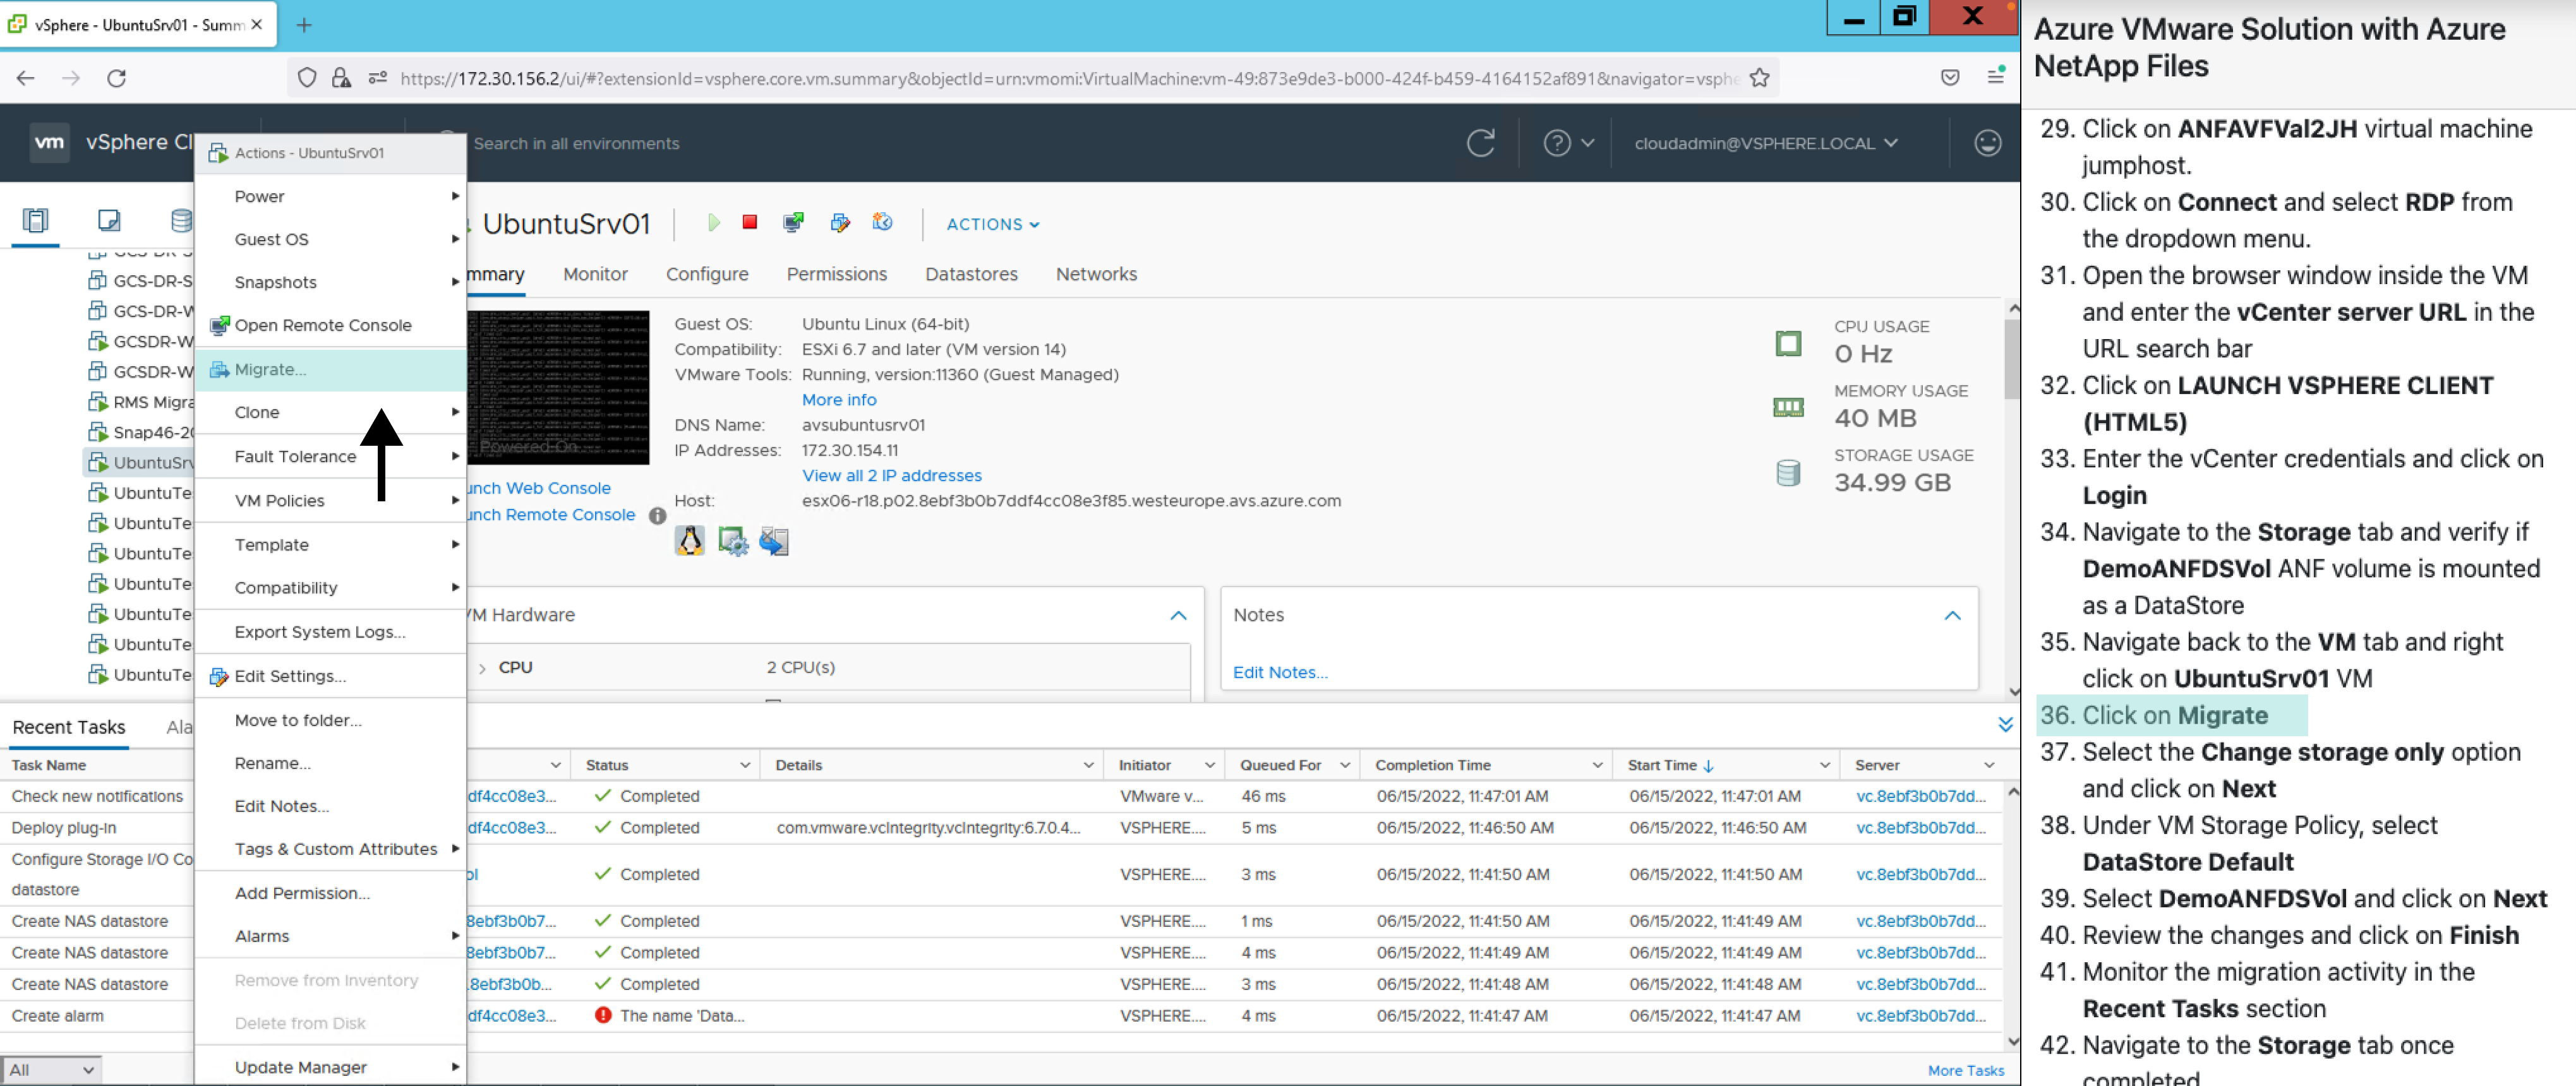 vSphere - UbuntuSrv01 - Summ
https://172.30.156.2/ui/#?extensionId=vsphere.core.vm.summary&objectId=urn:vmomi:VirtualMachine:vm-49:873e9de3-b000-424f-b459-4164152af891&navigator=vsphe
vm vSphere Cl
Search in all environments
cloudadmin@VSPHERE.LOCAL
GCS-DR-S
GCS-DR-W
GCSDR-W
GCSDR-W
RMS Migra
Snap46-20
UbuntuSrv
UbuntuTe
UbuntuTe
UbuntuTe
UbuntuTe
UbuntuTe
UbuntuTe
UbuntuTe
Actions - UbuntuSrv01
Power
Guest OS
Snapshots
Open Remote Console
Migrate...
Clone
Fault Tolerance
VM Policies
Template
Compatibility
Export System Logs...
Edit Settings...
Move to folder...
Rename...
Edit Notes...
Tags & Custom Attributes
Add Permission...
Alarms
Remove from Inventory
Delete from Disk
Update Manager
UbuntuSrv01
ACTIONS
mmary Monitor Configure Permissions Datastores Networks
Powered On
unch Web Console
unch Remote Console
Guest OS: Ubuntu Linux (64-bit)
Compatibility: ESXi 6.7 and later (VM version 14)
VMware Tools: Running, version:11360 (Guest Managed)
More info
DNS Name: avsubuntusrv01
IP Addresses: 172.30.154.11
View all 2 IP addresses
Host: esx06-r18.p02.8ebf3b0b7ddf4cc08e3f85.westeurope.avs.azure.com
CPU USAGE
0 Hz
MEMORY USAGE
40 MB
STORAGE USAGE
34.99 GB
VM Hardware
CPU 2 CPU(s)
Notes
Edit Notes...
Recent Tasks Ala
Task Name Status Details Initiator Queued For Completion Time Start Time Server
Check new notifications df4cc08e3... Completed VMware v... 46 ms 06/15/2022, 11:47:01 AM 06/15/2022, 11:47:01 AM vc.8ebf3b0b7dd...
Deploy plug-in df4cc08e3... Completed com.vmware.vcIntegrity.vcIntegrity:6.7.0.4... VSPHERE.... 5 ms 06/15/2022, 11:46:50 AM 06/15/2022, 11:46:50 AM vc.8ebf3b0b7dd...
Configure Storage I/O Co
datastore ol Completed VSPHERE.... 3 ms 06/15/2022, 11:41:50 AM 06/15/2022, 11:41:50 AM vc.8ebf3b0b7dd...
Create NAS datastore 8ebf3b0b7... Completed VSPHERE.... 1 ms 06/15/2022, 11:41:50 AM 06/15/2022, 11:41:49 AM vc.8ebf3b0b7dd...
Create NAS datastore 8ebf3b0b7... Completed VSPHERE.... 4 ms 06/15/2022, 11:41:49 AM 06/15/2022, 11:41:49 AM vc.8ebf3b0b7dd...
Create NAS datastore .8ebf3b0b... Completed VSPHERE.... 3 ms 06/15/2022, 11:41:48 AM 06/15/2022, 11:41:48 AM vc.8ebf3b0b7dd...
Create alarm df4cc08e3... The name 'Data... VSPHERE.... 4 ms 06/15/2022, 11:41:47 AM 06/15/2022, 11:41:47 AM vc.8ebf3b0b7dd...
All
More Tasks
Azure VMware Solution with Azure
NetApp Files
29. Click on ANFAVFVal2JH virtual machine
jumphost.
30. Click on Connect and select RDP from
the dropdown menu.
31. Open the browser window inside the VM
and enter the vCenter server URL in the
URL search bar
32. Click on LAUNCH VSPHERE CLIENT
(HTML5)
33. Enter the vCenter credentials and click on
Login
34. Navigate to the Storage tab and verify if
DemoANFDSVol ANF volume is mounted
as a DataStore
35. Navigate back to the VM tab and right
click on UbuntuSrv01 VM
36. Click on Migrate
37. Select the Change storage only option
and click on Next
38. Under VM Storage Policy, select
DataStore Default
39. Select DemoANFDSVol and click on Next
40. Review the changes and click on Finish
41. Monitor the migration activity in the
Recent Tasks section
42. Navigate to the Storage tab once
completed